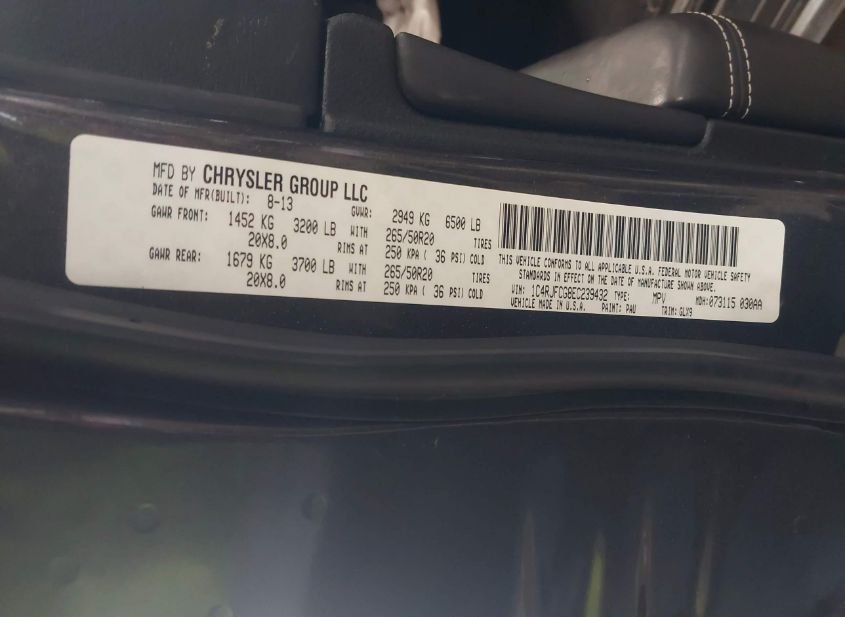 MFD BY CHRYSLER GROUP LLC
DATE OF MFR(BUILT): 8-13 GVWR: 2949 KG 6500 LB
GAWR FRONT: 1452 KG 3200 LB WITH 265/50R20 TIRES
20X8.0 RIMS AT 250 KPA ( 36 PSI) COLD
GAWR REAR: 1679 KG 3700 LB WITH 265/50R20 TIRES
20X8.0 RIMS AT 250 KPA ( 36 PSI) COLD
THIS VEHICLE CONFORMS TO ALL APPLICABLE U.S.A. FEDERAL MOTOR VEHICLE SAFETY
STANDARDS IN EFFECT ON THE DATE OF MANUFACTURE SHOWN ABOVE.
VIN: 1C4RJFCG8EC239432 TYPE: MPV MDH:073115 030AA
VEHICLE MADE IN U.S.A. PAINT: PAU TRIM: GLX9